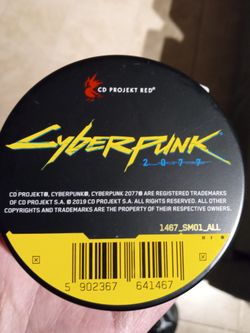 CD PROJEKT RED®
Cyberpunk
2077
CD PROJEKT®, CYBERPUNK®, CYBERPUNK 2077® ARE REGISTERED TRADEMARKS
OF CD PROJEKT S.A. © 2019 CD PROJEKT S.A. ALL RIGHTS RESERVED. ALL OTHER
COPYRIGHTS AND TRADEMARKS ARE THE PROPERTY OF THEIR RESPECTIVE OWNERS.
1467_SM01_ALL
5 902367 641467